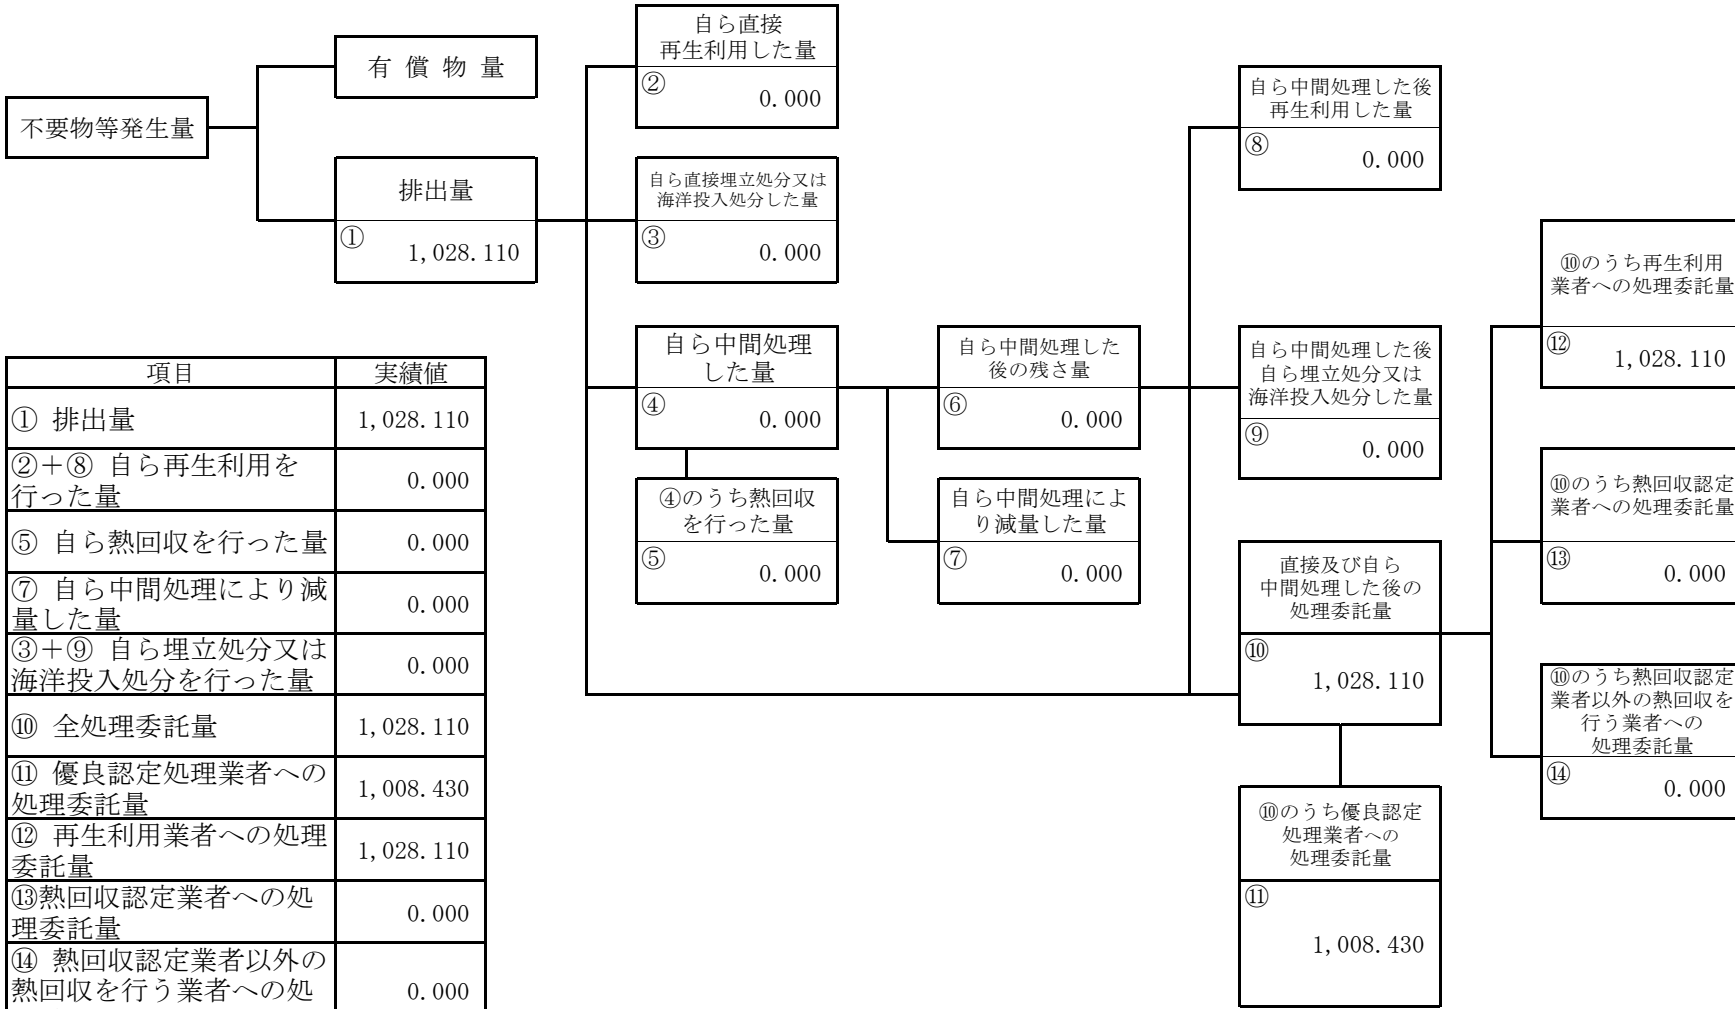 不要物等発生量
有 償 物 量
排出量
① 1,028.110
自ら直接
再生利用した量
② 0.000
自ら直接埋立処分又は
海洋投入処分した量
③ 0.000
自ら中間処理
した量
④ 0.000
④のうち熱回収
を行った量
⑤ 0.000
自ら中間処理した
後の残さ量
⑥ 0.000
自ら中間処理によ
り減量した量
⑦ 0.000
自ら中間処理した後
再生利用した量
⑧ 0.000
自ら中間処理した後
自ら埋立処分又は
海洋投入処分した量
⑨ 0.000
直接及び自ら
中間処理した後の
処理委託量
⑩
1,028.110
⑩のうち優良認定
処理業者への
処理委託量
⑪
1,008.430
⑩のうち再生利用
業者への処理委託量
⑫ 1,028.110
⑩のうち熱回収認定
業者への処理委託量
⑬ 0.000
⑩のうち熱回収認定
業者以外の熱回収を
行う業者への
処理委託量
⑭ 0.000
項目 実績値
① 排出量 1,028.110
②＋⑧ 自ら再生利用を
行った量 0.000
⑤ 自ら熱回収を行った量 0.000
⑦ 自ら中間処理により減
量した量 0.000
③＋⑨ 自ら埋立処分又は
海洋投入処分を行った量 0.000
⑩ 全処理委託量 1,028.110
⑪ 優良認定処理業者への
処理委託量 1,008.430
⑫ 再生利用業者への処理
委託量 1,028.110
⑬熱回収認定業者への処
理委託量 0.000
⑭ 熱回収認定業者以外の
熱回収を行う業者への処 0.000